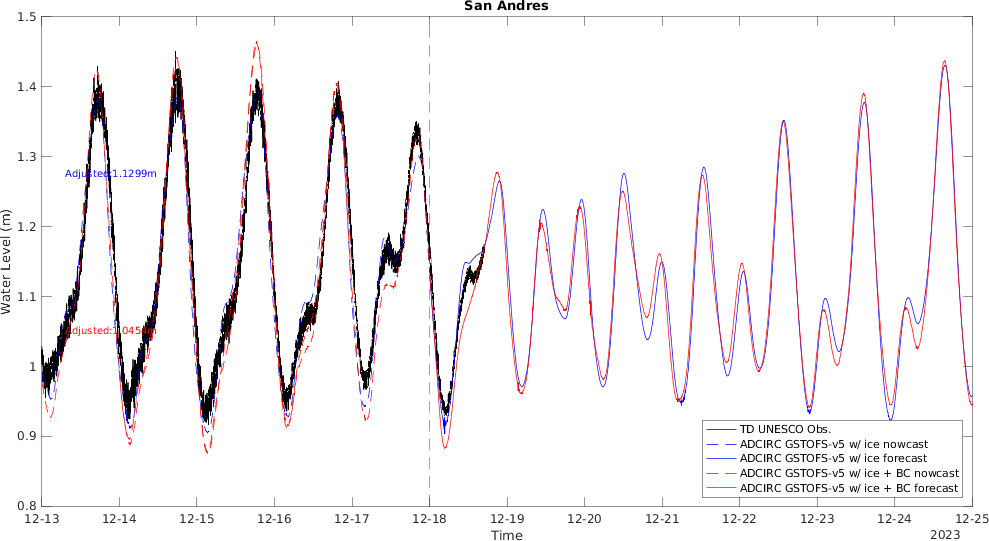 San Andres
1.5
1.4
1.3
1.2
1.1
1
0.9
0.8
Water Level (m)
Adjusted:1.1299m
12-13
12-14
12-15
12-16
12-17
12-18
12-19
12-20
12-21
12-22
12-23
12-24
12-25
Time
2023
TD UNESCO Obs.
ADCIRC GSTOFS-v5 w/ ice nowcast
ADCIRC GSTOFS-v5 w/ ice forecast
ADCIRC GSTOFS-v5 w/ ice + BC nowcast
ADCIRC GSTOFS-v5 w/ ice + BC forecast